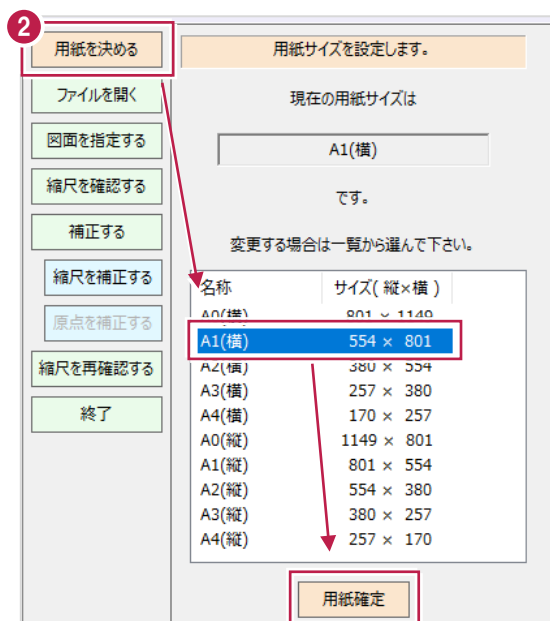 2
用紙を決める
ファイルを開く
図面を指定する
縮尺を確認する
補正する
縮尺を補正する
原点を補正する
縮尺を再確認する
終了
用紙サイズを設定します。
現在の用紙サイズは
A1(横)
です。
変更する場合は一覧から選んで下さい。
名称 サイズ( 縦×横 )
A0(横) 801 × 1149
A1(横) 554 × 801
A2(横) 380 × 554
A3(横) 257 × 380
A4(横) 170 × 257
A0(縦) 1149 × 801
A1(縦) 801 × 554
A2(縦) 554 × 380
A3(縦) 380 × 257
A4(縦) 257 × 170
用紙確定